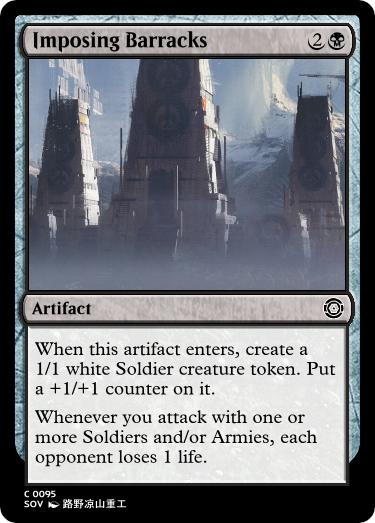 Imposing Barracks 2
Artifact
When this artifact enters, create a
1/1 white Soldier creature token. Put
a +1/+1 counter on it.
Whenever you attack with one or
more Soldiers and/or Armies, each
opponent loses 1 life.
C 0095
SOV 路野凉山重工